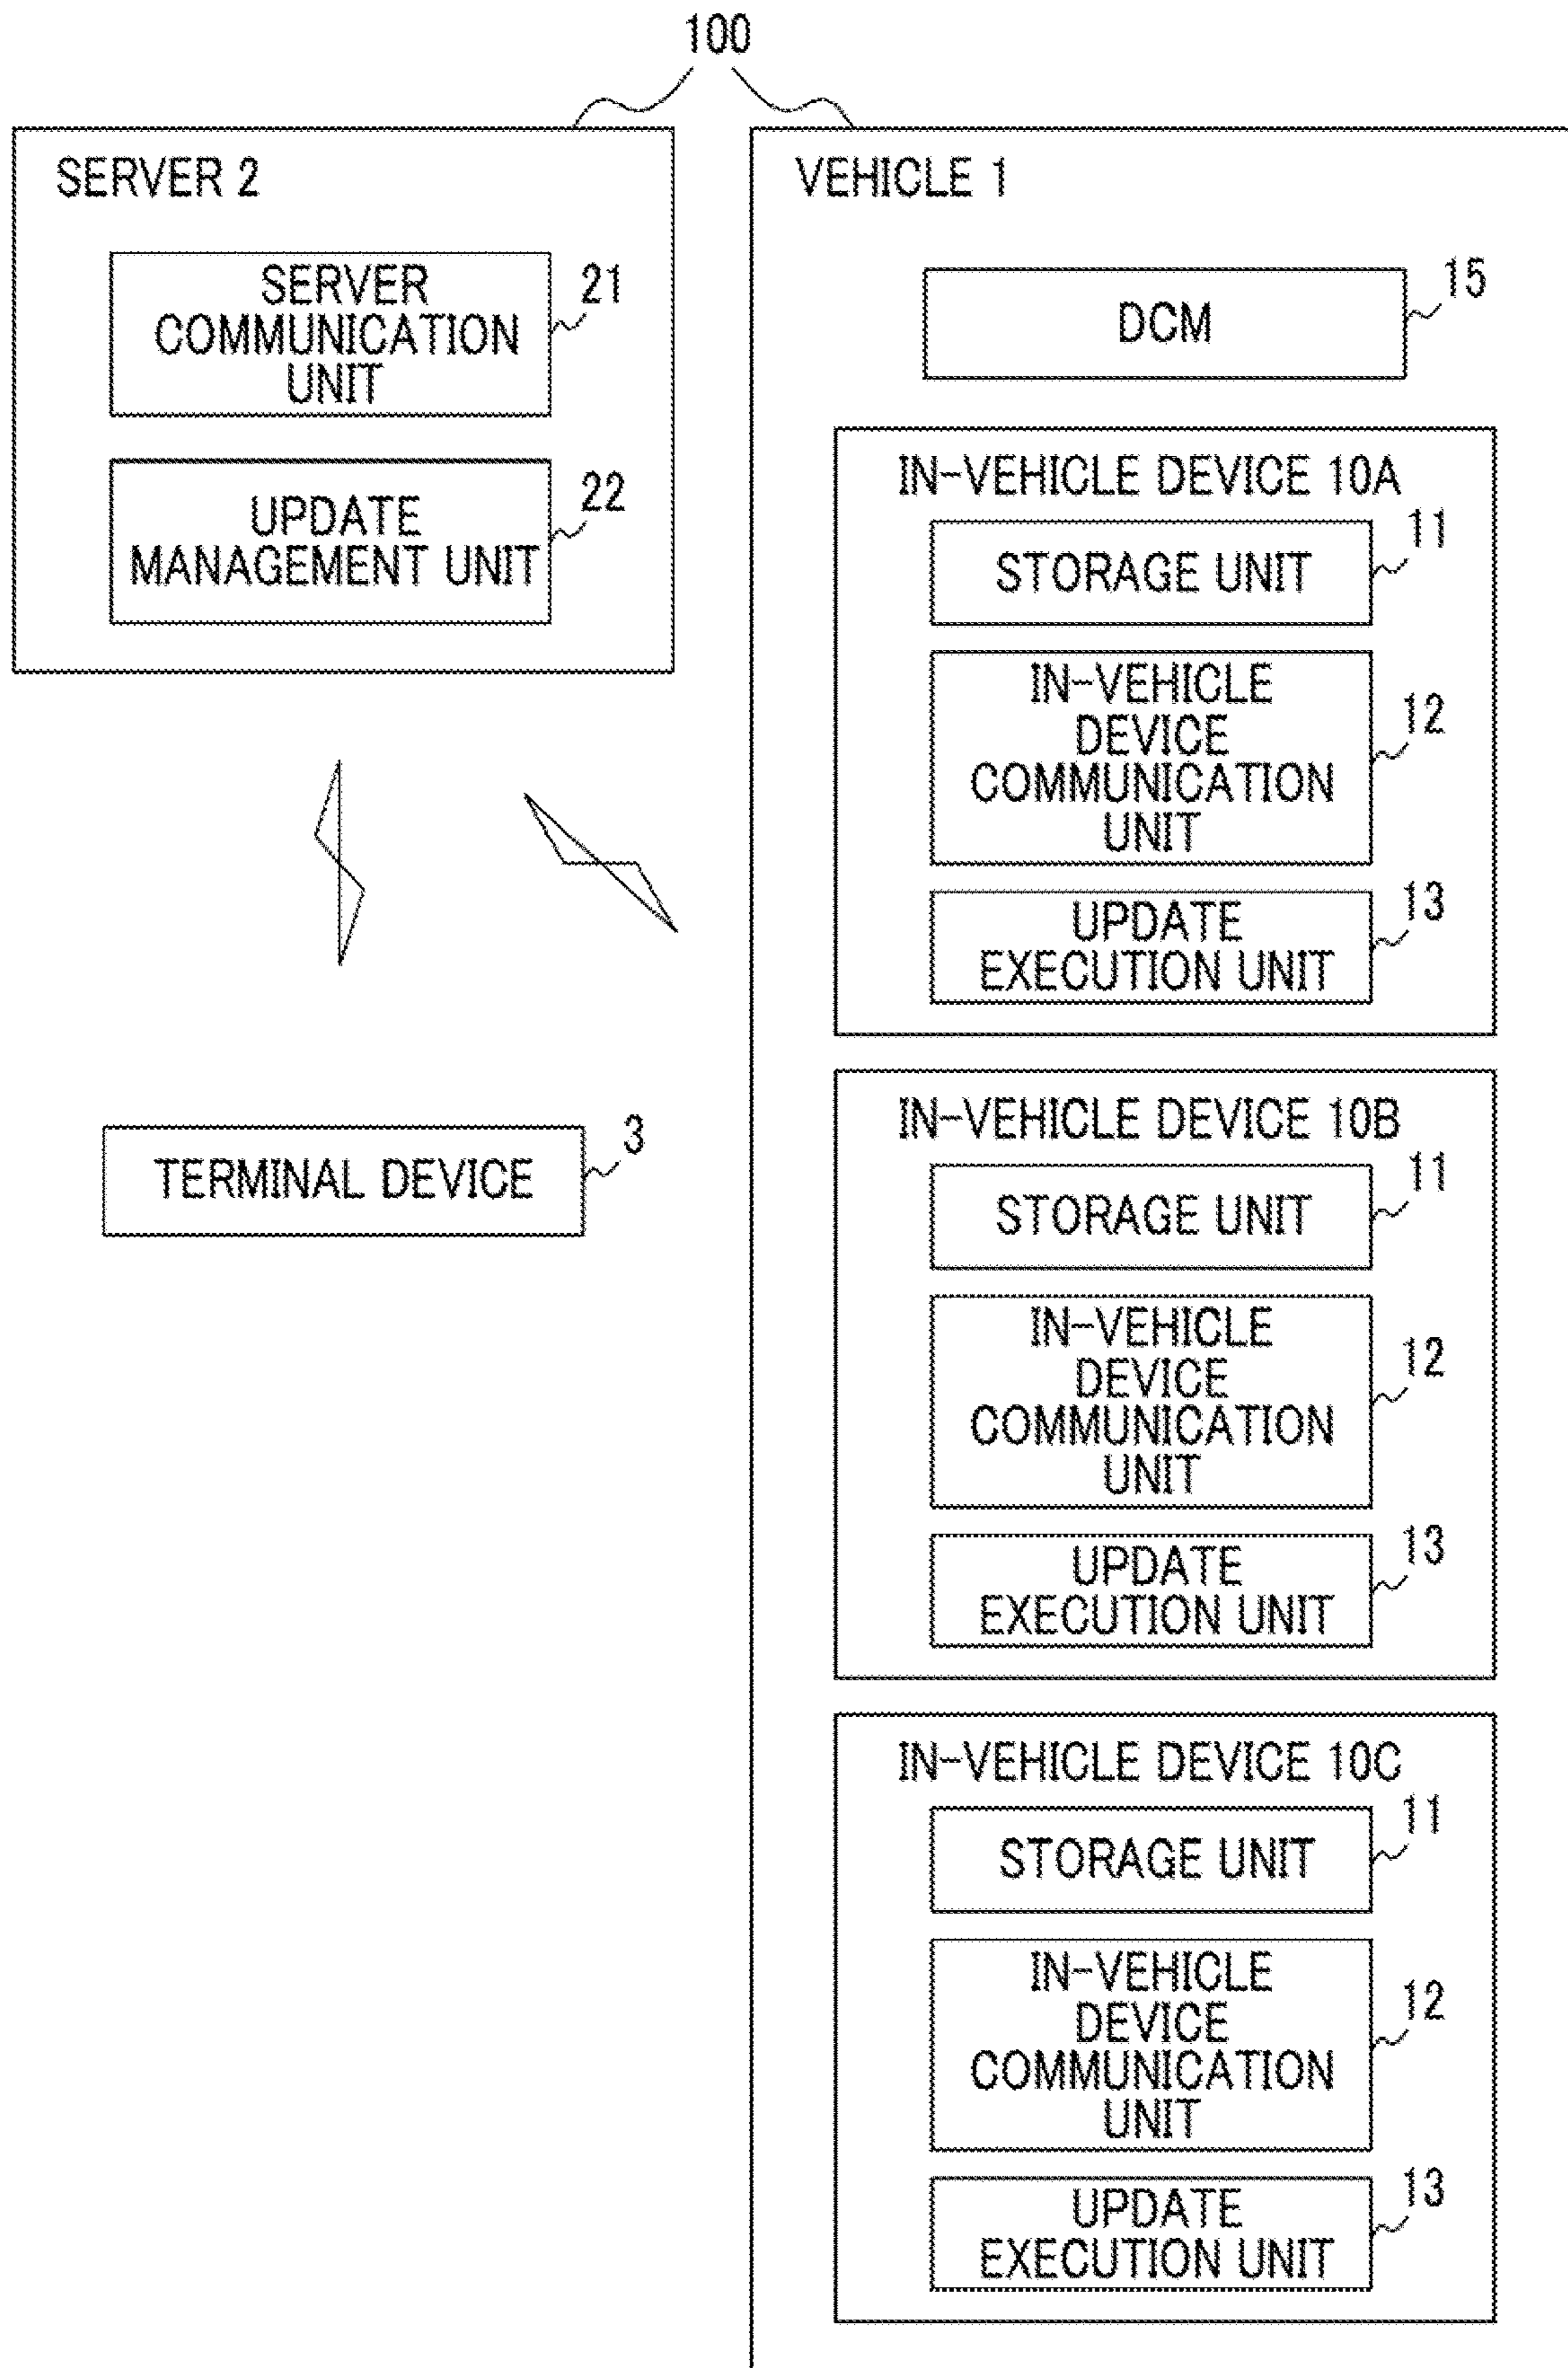 100
SERVER 2
SERVER
COMMUNICATION
UNIT
21
UPDATE
MANAGEMENT UNIT
22
TERMINAL DEVICE
3
VEHICLE 1
DCM
15
IN-VEHICLE DEVICE 10A
STORAGE UNIT
11
IN-VEHICLE
DEVICE
COMMUNICATION
UNIT
12
UPDATE
EXECUTION UNIT
13
IN-VEHICLE DEVICE 10B
STORAGE UNIT
11
IN-VEHICLE
DEVICE
COMMUNICATION
UNIT
12
UPDATE
EXECUTION UNIT
13
IN-VEHICLE DEVICE 10C
STORAGE UNIT
11
IN-VEHICLE
DEVICE
COMMUNICATION
UNIT
12
UPDATE
EXECUTION UNIT
13